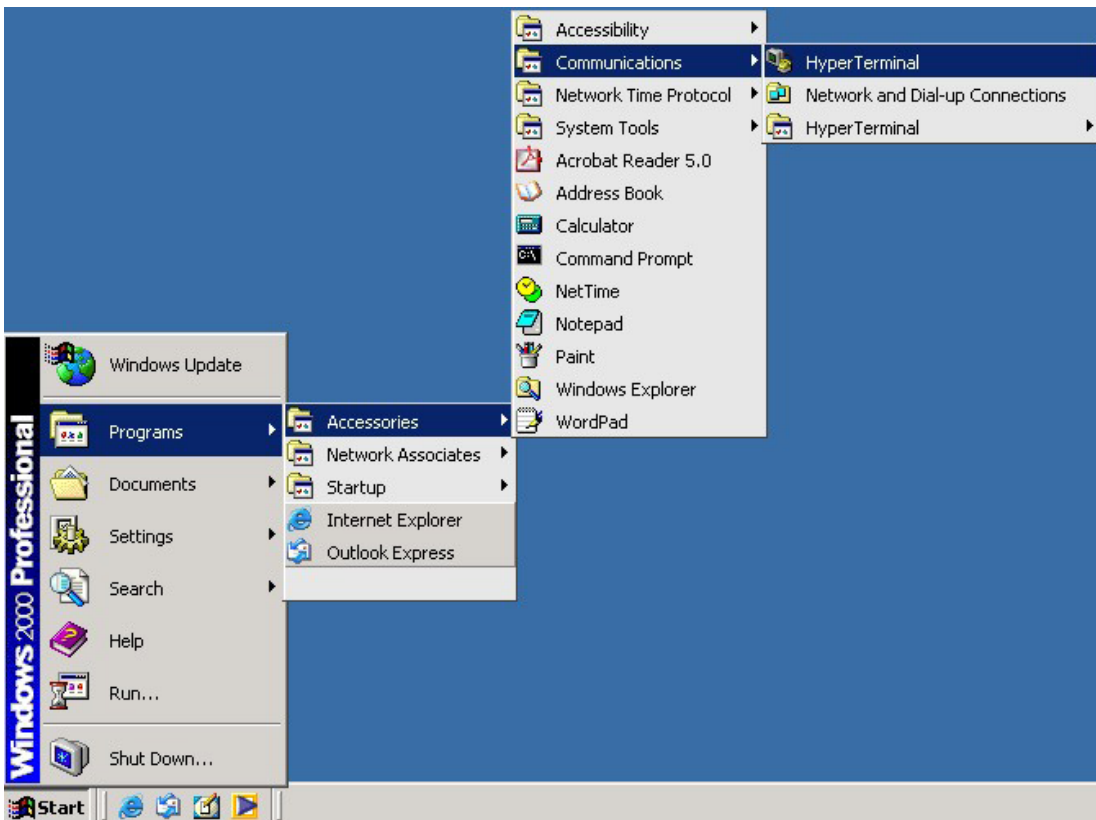 Accessibility
Communications
Network Time Protocol
System Tools
Acrobat Reader 5.0
Address Book
Calculator
Command Prompt
NetTime
Notepad
Paint
Windows Explorer
WordPad
HyperTerminal
Network and Dial-up Connections
HyperTerminal
Windows Update
Programs
Documents
Settings
Search
Help
Run...
Shut Down...
Accessories
Network Associates
Startup
Internet Explorer
Outlook Express
Windows 2000 Professional
Start